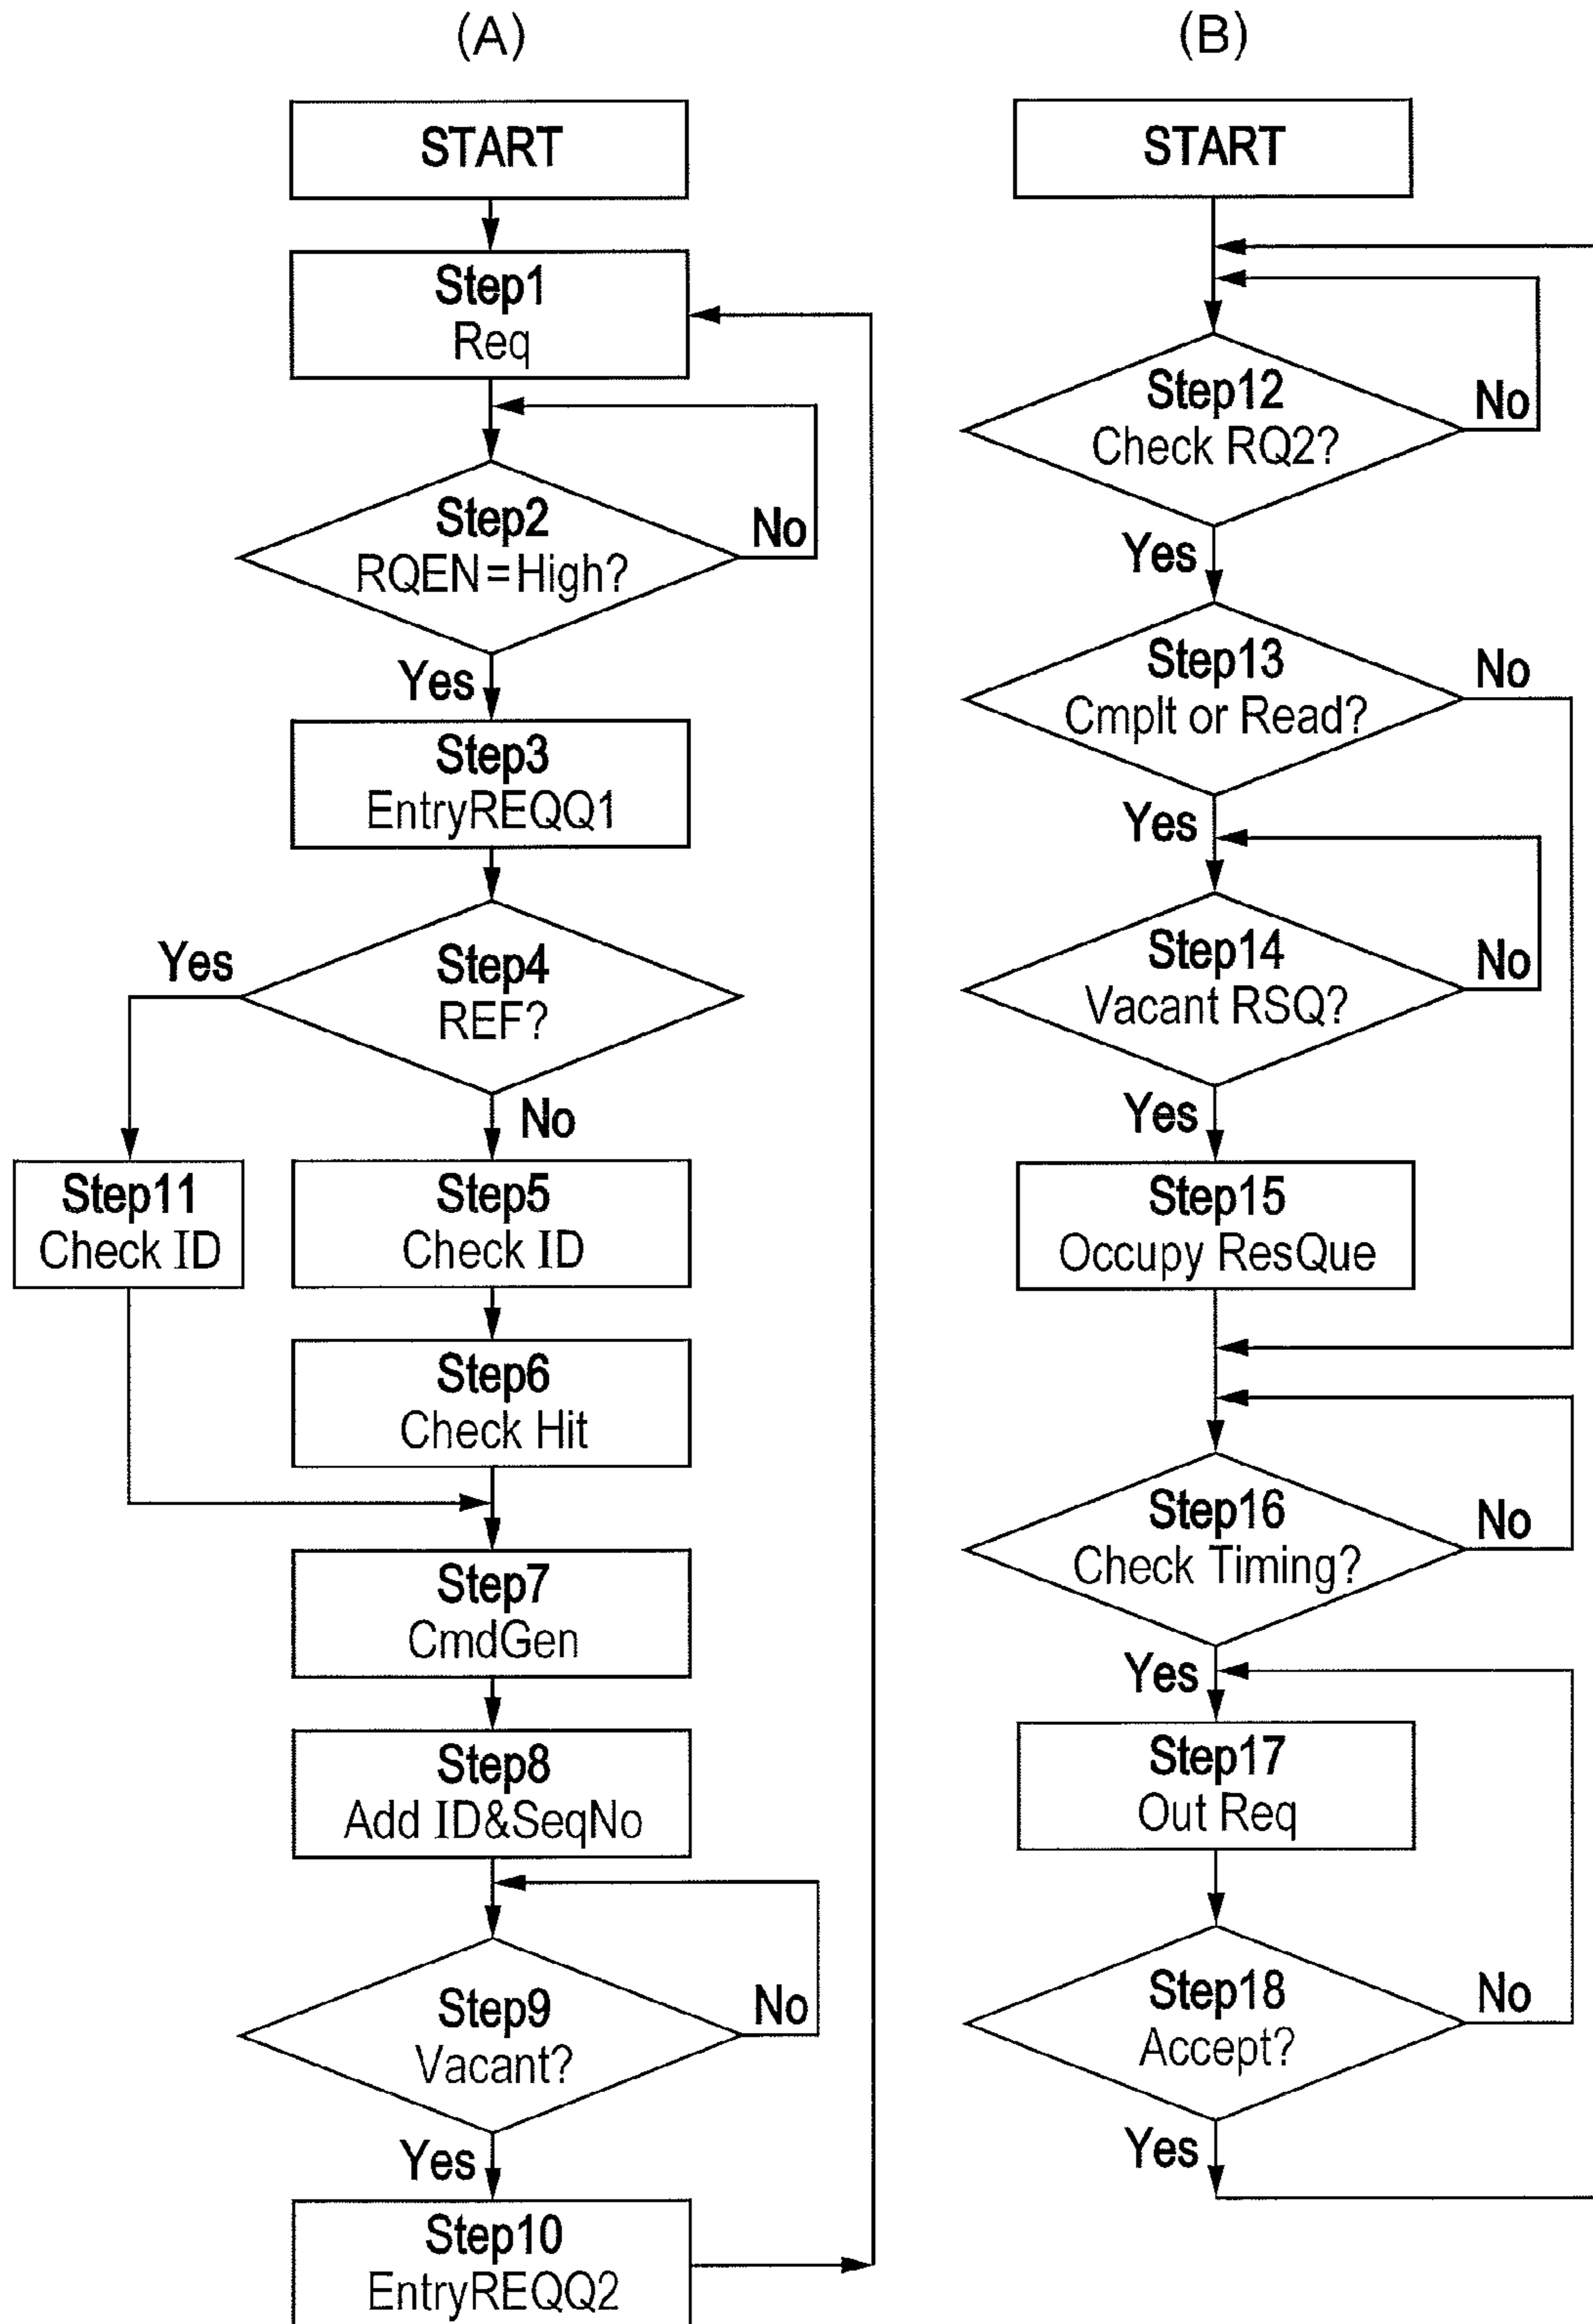 (A)
START
Step1
Req
Step2
RQEN=High?
No
Yes
Step3
EntryREQQ1
Step4
REF?
Yes
No
Step11
Check ID
Step5
Check ID
Step6
Check Hit
Step7
CmdGen
Step8
Add ID&SeqNo
Step9
Vacant?
No
Yes
Step10
EntryREQQ2
(B)
START
Step12
Check RQ2?
No
Yes
Step13
Cmplt or Read?
No
Yes
Step14
Vacant RSQ?
No
Yes
Step15
Occupy ResQue
Step16
Check Timing?
No
Yes
Step17
Out Req
Step18
Accept?
No
Yes